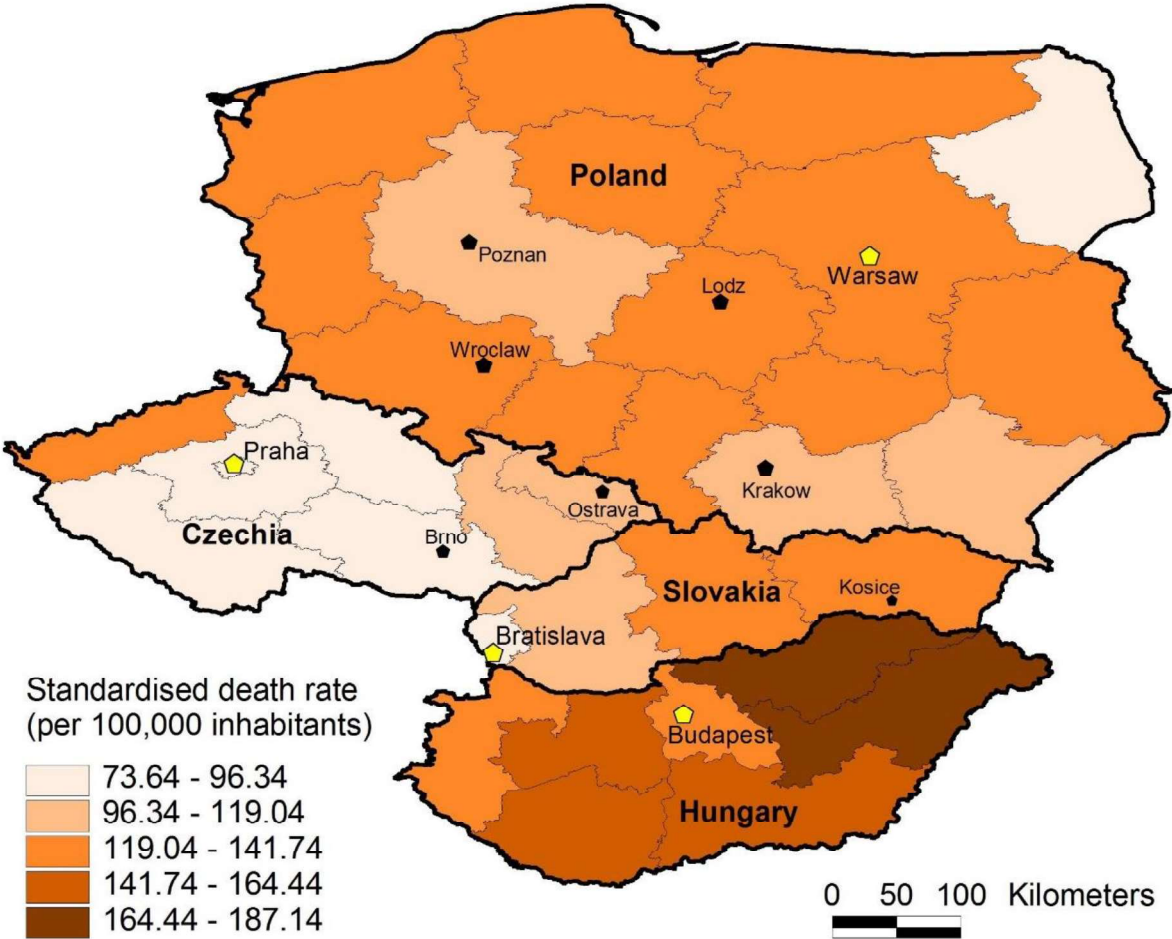 Poland
Poznan
Warsaw
Lodz
Wroclaw
Praha
Krakow
Ostrava
Czechia
Brno
Slovakia
Kosice
Bratislava
Budapest
Hungary
Standardised death rate
(per 100,000 inhabitants)
73.64 - 96.34
96.34 - 119.04
119.04 - 141.74
141.74 - 164.44
164.44 - 187.14
0 50 100 Kilometers